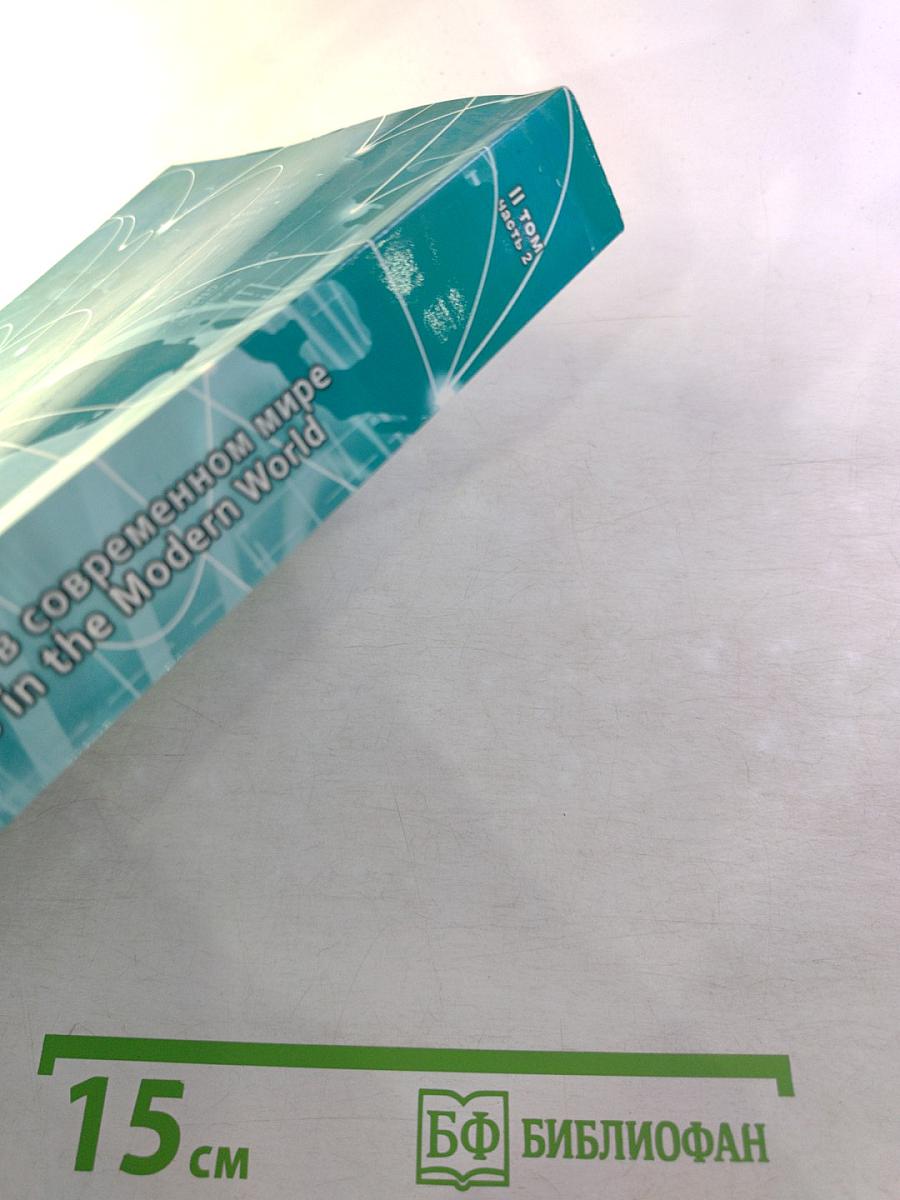 II том
часть 2
в современном мире
in the Modern World
15 см
БФ БИБЛИОФАН